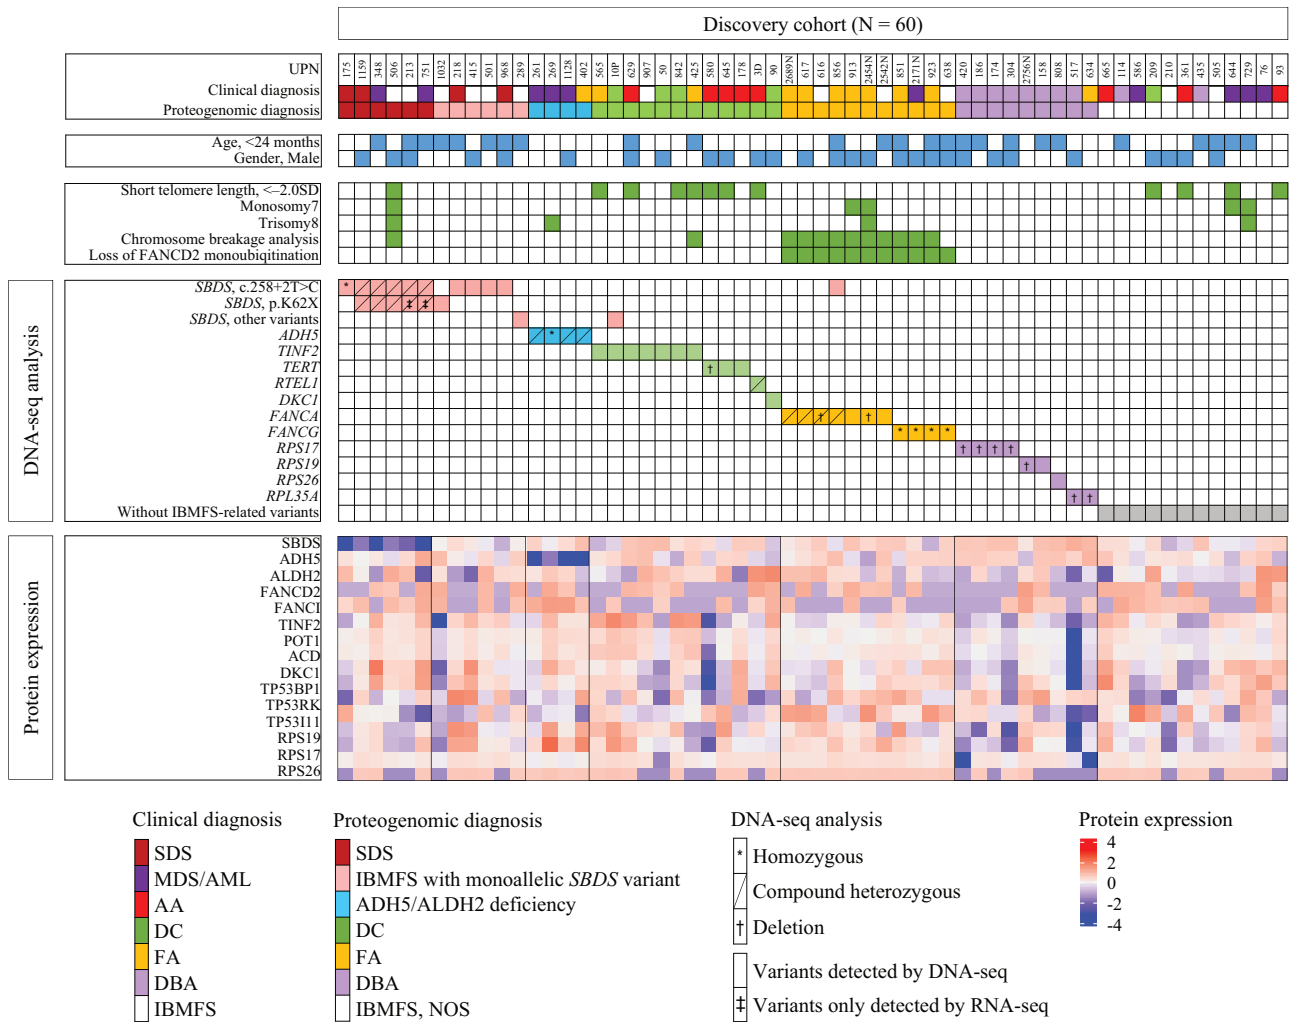 Discovery cohort (N = 60)
UPN 175 1159 348 506 213 751 1032 218 415 501 968 289 261 269 1128 402 565 10P 629 907 50 842 425 580 645 178 3D 90 2689N 617 616 856 913 2454N 2542N 851 2171N 923 638 420 186 174 304 2756N 158 808 517 634 665 114 586 209 210 361 435 505 644 729 76 93
Clinical diagnosis
Proteogenomic diagnosis
Age, <24 months
Gender, Male
Short telomere length, <–2.0SD
Monosomy7
Trisomy8
Chromosome breakage analysis
Loss of FANCD2 monoubiqitination
DNA-seq analysis
SBDS, c.258+2T>C *
SBDS, p.K62X ‡ ‡
SBDS, other variants
ADH5 *
TINF2
TERT †
RTEL1
DKC1
FANCA † †
FANCG * * * *
RPS17 † † † †
RPS19 †
RPS26
RPL35A † †
Without IBMFS-related variants
Protein expression
SBDS
ADH5
ALDH2
FANCD2
FANCI
TINF2
POT1
ACD
DKC1
TP53BP1
TP53RK
TP53I11
RPS19
RPS17
RPS26
Clinical diagnosis
SDS
MDS/AML
AA
DC
FA
DBA
IBMFS
Proteogenomic diagnosis
SDS
IBMFS with monoallelic SBDS variant
ADH5/ALDH2 deficiency
DC
FA
DBA
IBMFS, NOS
DNA-seq analysis
* Homozygous
Compound heterozygous
† Deletion
Variants detected by DNA-seq
‡ Variants only detected by RNA-seq
Protein expression
4
2
0
-2
-4